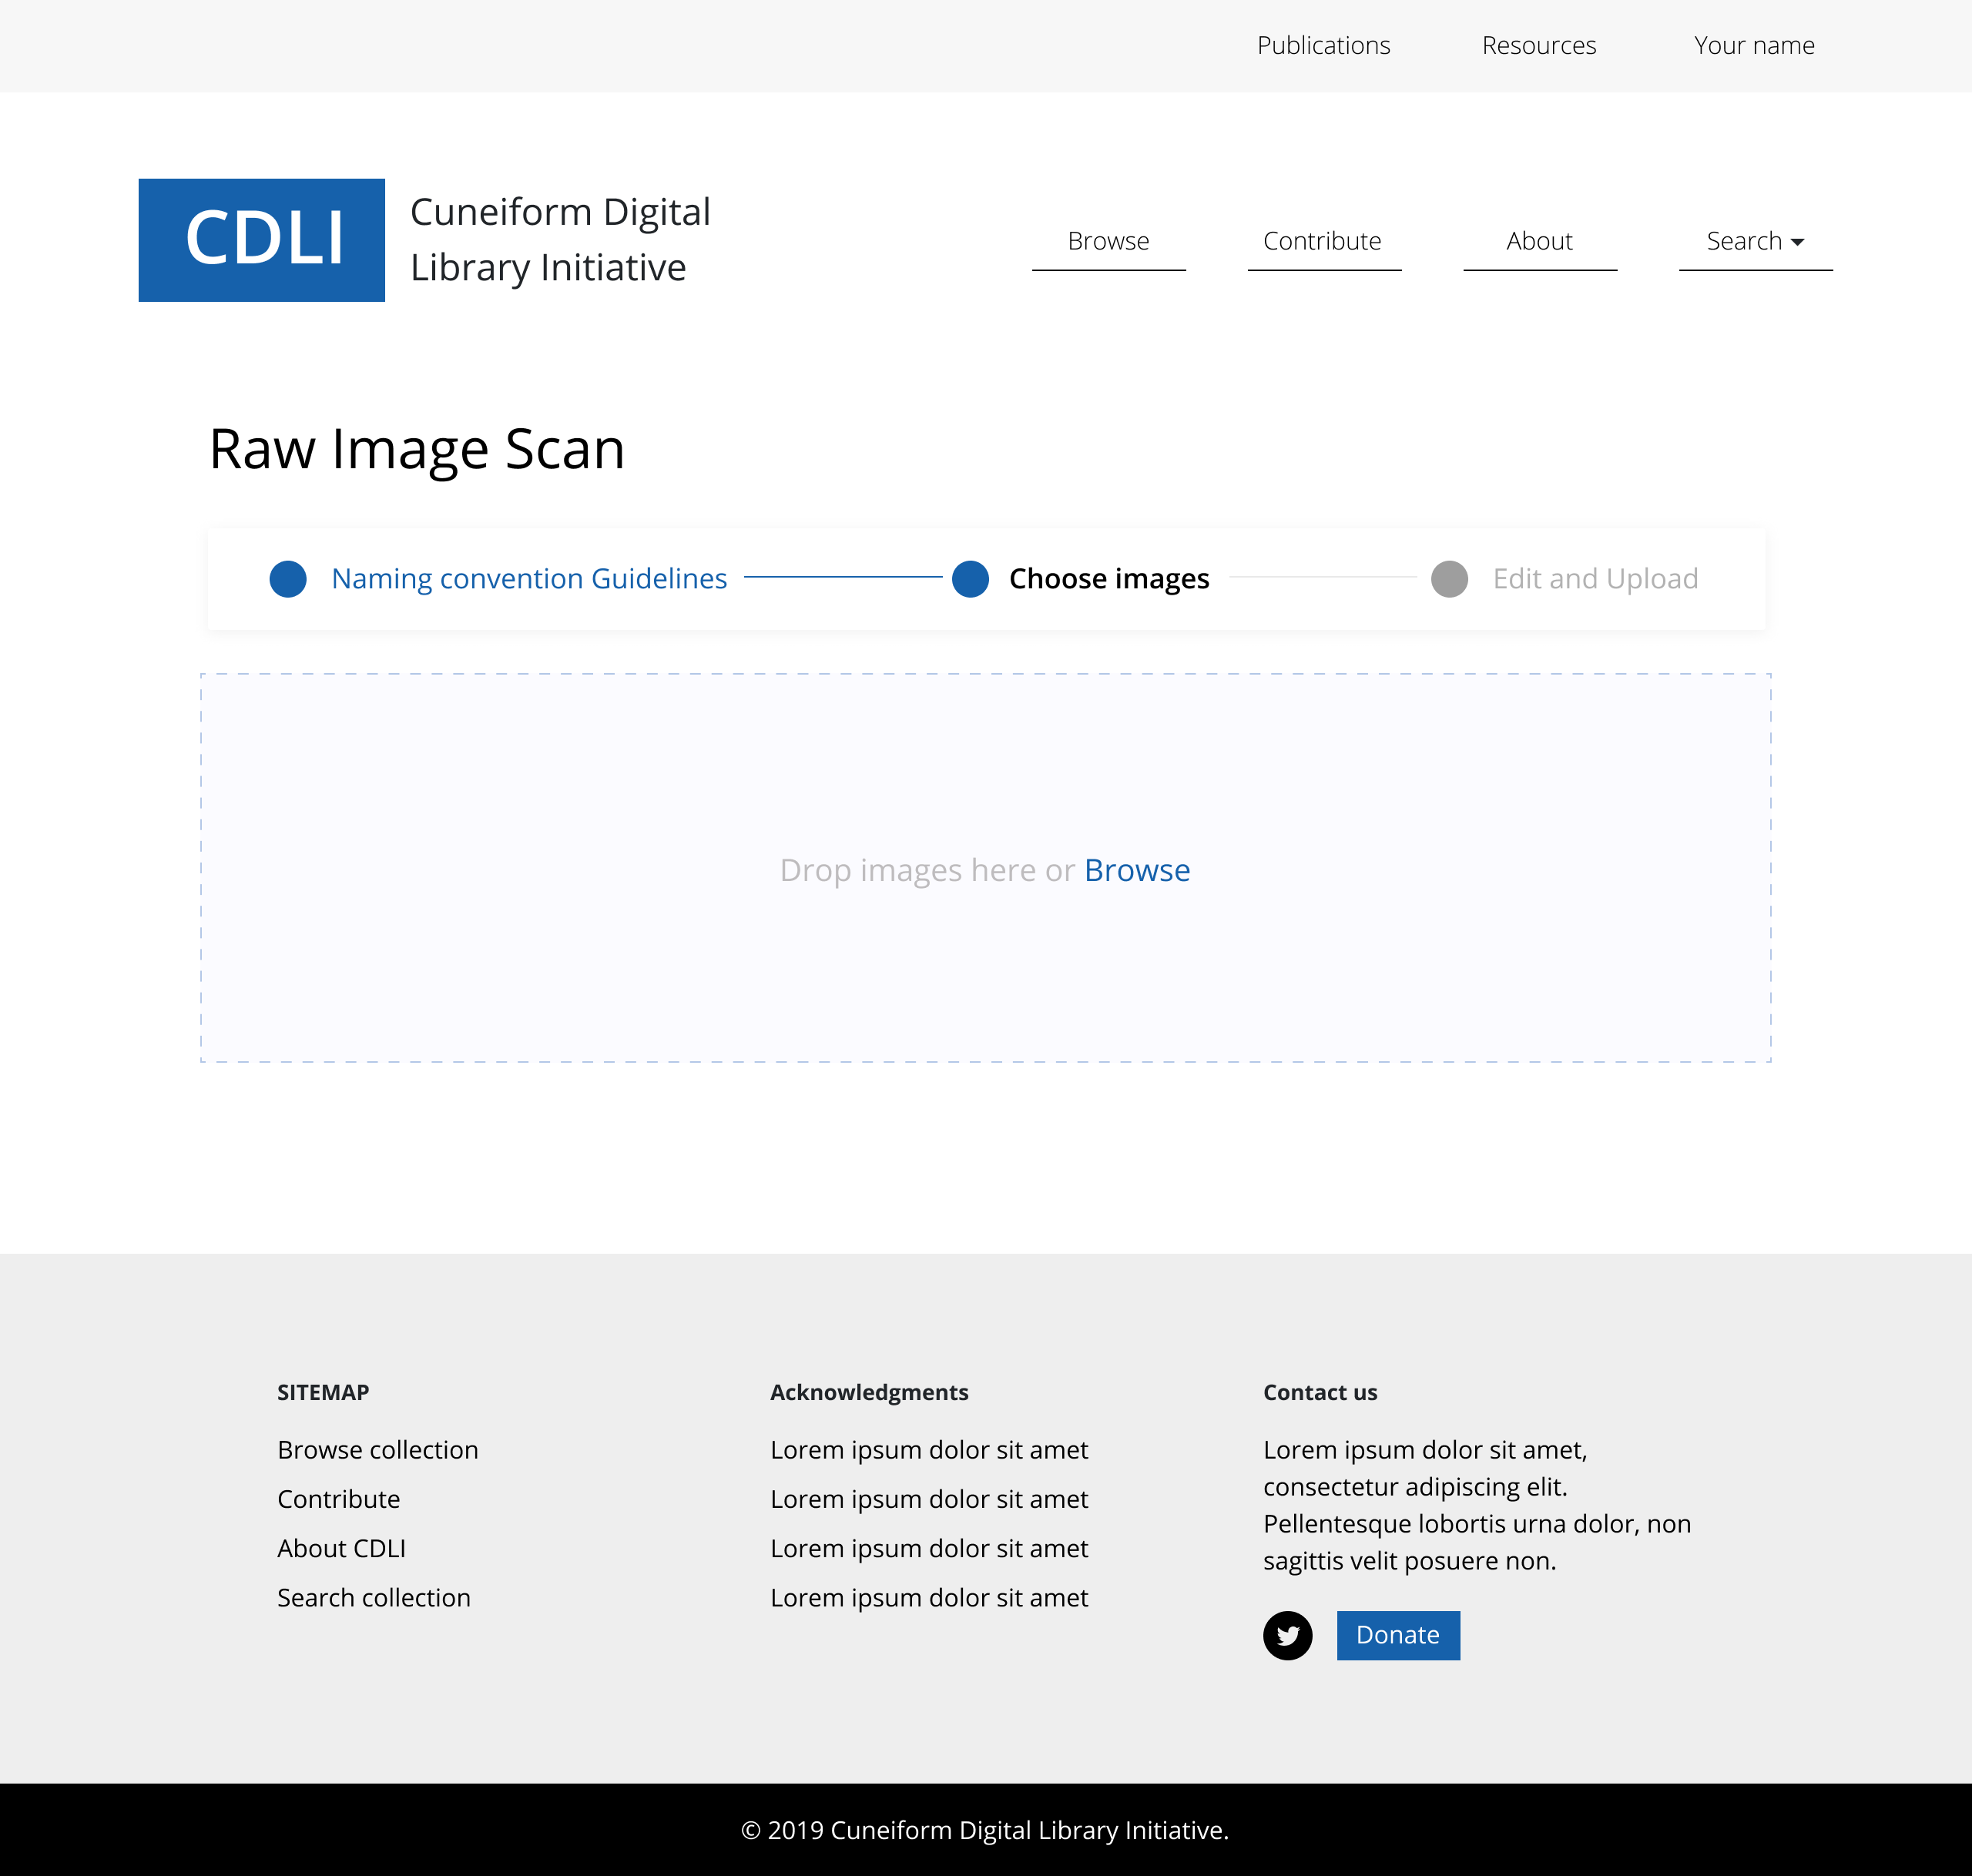 Publications Resources Your name
CDLI
Cuneiform Digital
Library Initiative
Browse Contribute About Search
Raw Image Scan
Naming convention Guidelines Choose images Edit and Upload
Drop images here or Browse
SITEMAP
Browse collection
Contribute
About CDLI
Search collection
Acknowledgments
Lorem ipsum dolor sit amet
Lorem ipsum dolor sit amet
Lorem ipsum dolor sit amet
Lorem ipsum dolor sit amet
Contact us
Lorem ipsum dolor sit amet,
consectetur adipiscing elit.
Pellentesque lobortis urna dolor, non
sagittis velit posuere non.
Donate
© 2019 Cuneiform Digital Library Initiative.